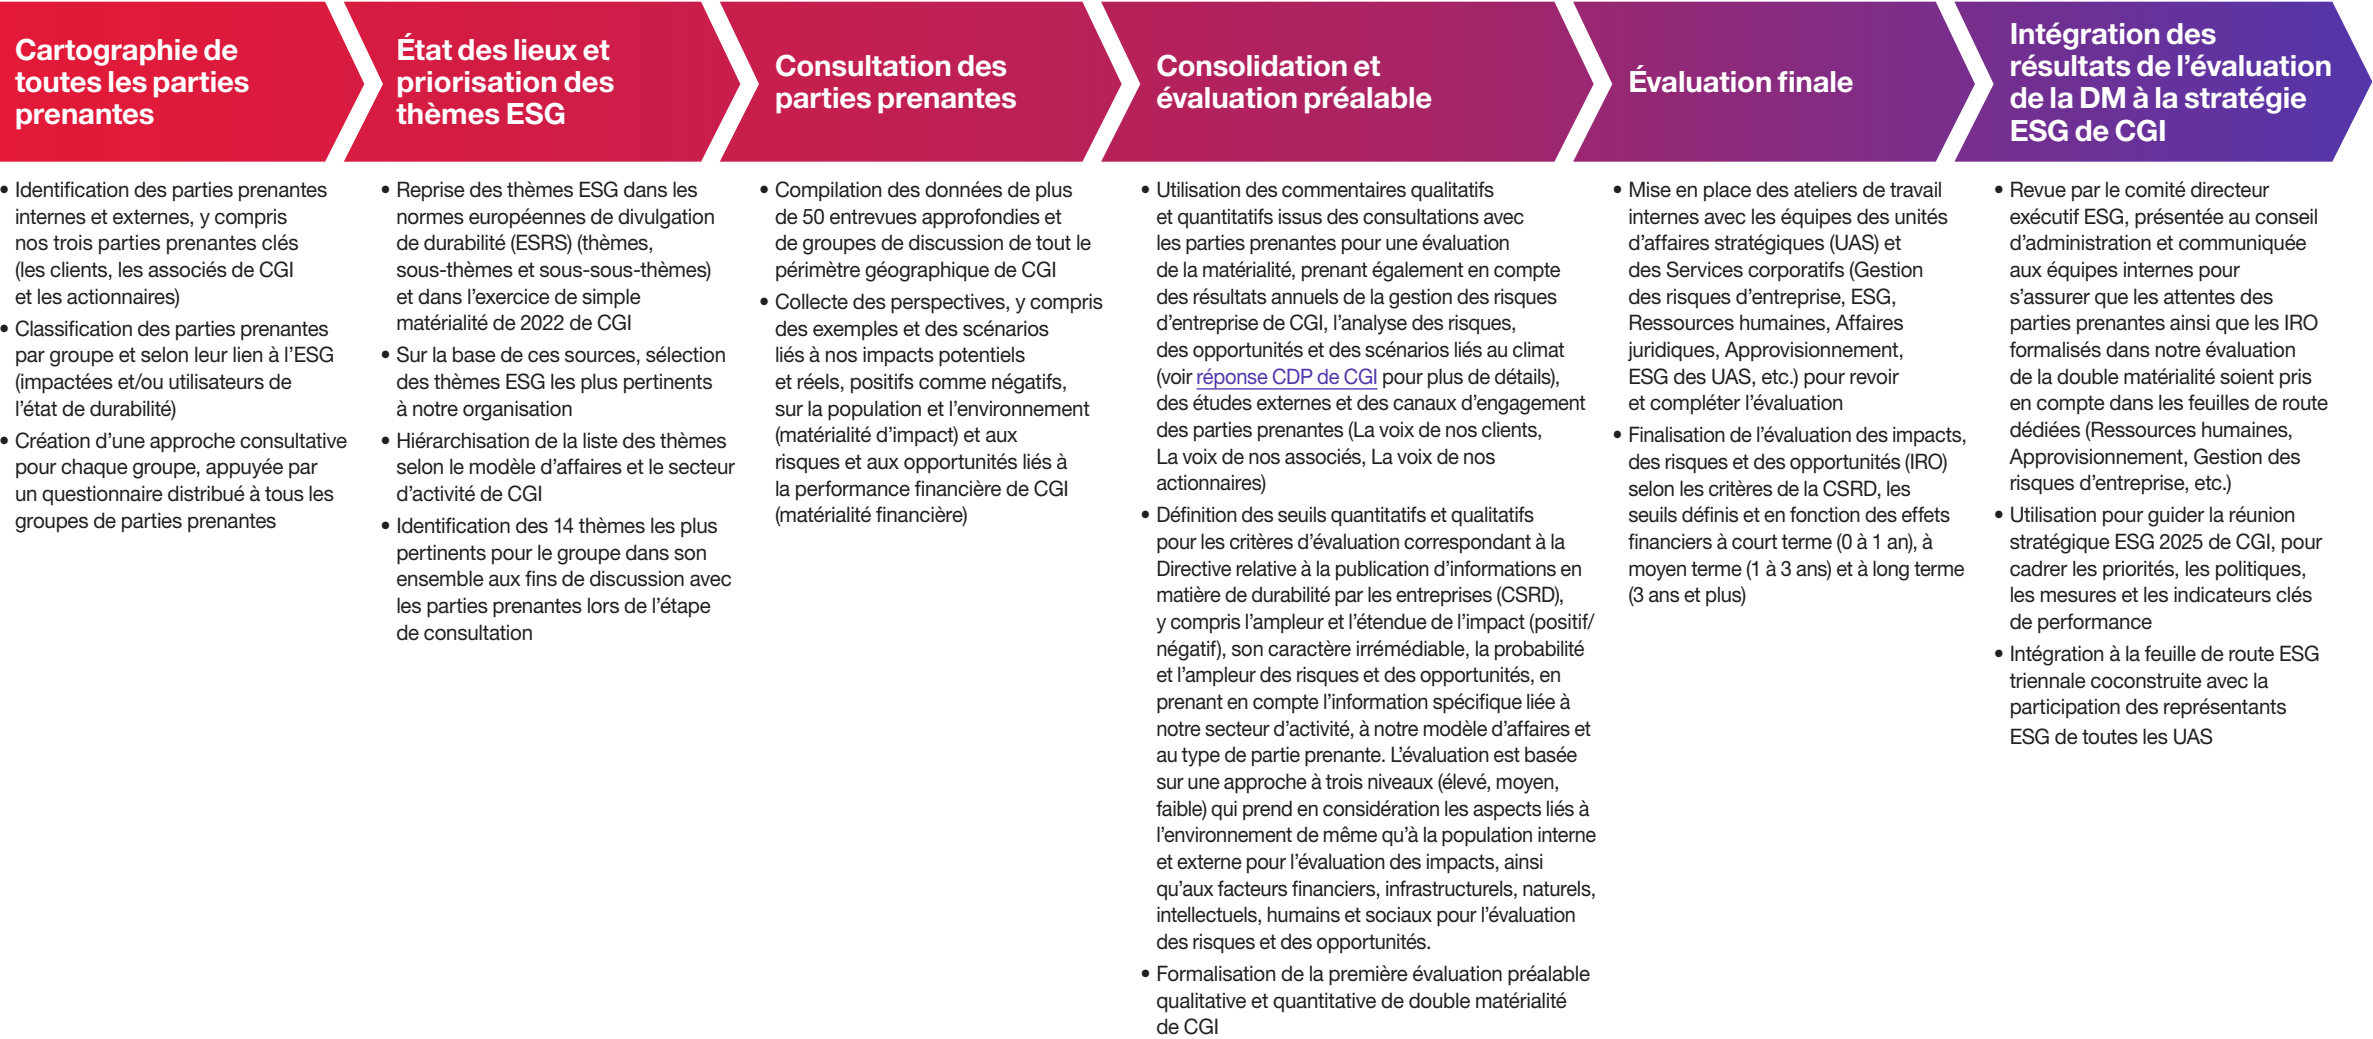 Cartographie de
toutes les parties
prenantes
• Identification des parties prenantes
internes et externes, y compris
nos trois parties prenantes clés
(les clients, les associés de CGI
et les actionnaires)
• Classification des parties prenantes
par groupe et selon leur lien à l’ESG
(impactées et/ou utilisateurs de
l’état de durabilité)
• Création d’une approche consultative
pour chaque groupe, appuyée par
un questionnaire distribué à tous les
groupes de parties prenantes
État des lieux et
priorisation des
thèmes ESG
• Reprise des thèmes ESG dans les
normes européennes de divulgation
de durabilité (ESRS) (thèmes,
sous-thèmes et sous-sous-thèmes)
et dans l’exercice de simple
matérialité de 2022 de CGI
• Sur la base de ces sources, sélection
des thèmes ESG les plus pertinents
à notre organisation
• Hiérarchisation de la liste des thèmes
selon le modèle d’affaires et le secteur
d’activité de CGI
• Identification des 14 thèmes les plus
pertinents pour le groupe dans son
ensemble aux fins de discussion avec
les parties prenantes lors de l’étape
de consultation
Consultation des
parties prenantes
• Compilation des données de plus
de 50 entrevues approfondies et
de groupes de discussion de tout le
périmètre géographique de CGI
• Collecte des perspectives, y compris
des exemples et des scénarios
liés à nos impacts potentiels
et réels, positifs comme négatifs,
sur la population et l’environnement
(matérialité d’impact) et aux
risques et aux opportunités liés à
la performance financière de CGI
(matérialité financière)
Consolidation et
évaluation préalable
• Utilisation des commentaires qualitatifs
et quantitatifs issus des consultations avec
les parties prenantes pour une évaluation
de la matérialité, prenant également en compte
des résultats annuels de la gestion des risques
d’entreprise de CGI, l’analyse des risques,
des opportunités et des scénarios liés au climat
(voir réponse CDP de CGI pour plus de détails),
des études externes et des canaux d’engagement
des parties prenantes (La voix de nos clients,
La voix de nos associés, La voix de nos
actionnaires)
• Définition des seuils quantitatifs et qualitatifs
pour les critères d’évaluation correspondant à la
Directive relative à la publication d’informations en
matière de durabilité par les entreprises (CSRD),
y compris l’ampleur et l’étendue de l’impact (positif/
négatif), son caractère irrémédiable, la probabilité
et l’ampleur des risques et des opportunités, en
prenant en compte l’information spécifique liée à
notre secteur d’activité, à notre modèle d’affaires et
au type de partie prenante. L’évaluation est basée
sur une approche à trois niveaux (élevé, moyen,
faible) qui prend en considération les aspects liés à
l’environnement de même qu’à la population interne
et externe pour l’évaluation des impacts, ainsi
qu’aux facteurs financiers, infrastructurels, naturels,
intellectuels, humains et sociaux pour l’évaluation
des risques et des opportunités.
• Formalisation de la première évaluation préalable
qualitative et quantitative de double matérialité
de CGI
Évaluation finale
• Mise en place des ateliers de travail
internes avec les équipes des unités
d’affaires stratégiques (UAS) et
des Services corporatifs (Gestion
des risques d’entreprise, ESG,
Ressources humaines, Affaires
juridiques, Approvisionnement,
ESG des UAS, etc.) pour revoir
et compléter l’évaluation
• Finalisation de l’évaluation des impacts,
des risques et des opportunités (IRO)
selon les critères de la CSRD, les
seuils définis et en fonction des effets
financiers à court terme (0 à 1 an), à
moyen terme (1 à 3 ans) et à long terme
(3 ans et plus)
Intégration des
résultats de l’évaluation
de la DM à la stratégie
ESG de CGI
• Revue par le comité directeur
exécutif ESG, présentée au conseil
d’administration et communiquée
aux équipes internes pour
s’assurer que les attentes des
parties prenantes ainsi que les IRO
formalisés dans notre évaluation
de la double matérialité soient pris
en compte dans les feuilles de route
dédiées (Ressources humaines,
Approvisionnement, Gestion des
risques d’entreprise, etc.)
• Utilisation pour guider la réunion
stratégique ESG 2025 de CGI, pour
cadrer les priorités, les politiques,
les mesures et les indicateurs clés
de performance
• Intégration à la feuille de route ESG
triennale coconstruite avec la
participation des représentants
ESG de toutes les UAS